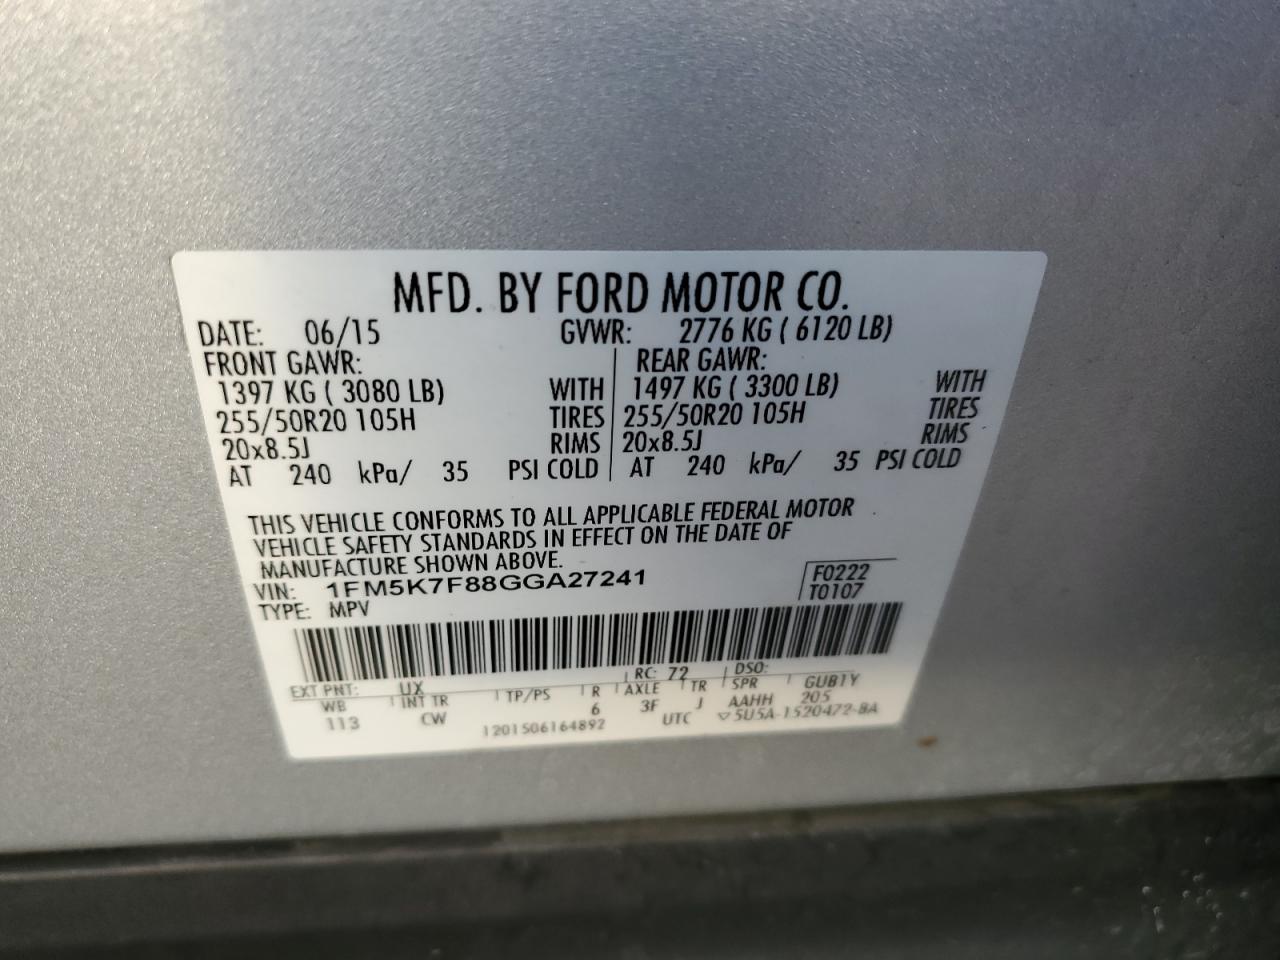 MFD. BY FORD MOTOR CO.
DATE: 06/15 GVWR: 2776 KG ( 6120 LB)
FRONT GAWR: REAR GAWR:
1397 KG ( 3080 LB) WITH 1497 KG ( 3300 LB) WITH
255/50R20 105H TIRES 255/50R20 105H TIRES
20x8.5J RIMS 20x8.5J RIMS
AT 240 kPa/ 35 PSI COLD AT 240 kPa/ 35 PSI COLD
THIS VEHICLE CONFORMS TO ALL APPLICABLE FEDERAL MOTOR
VEHICLE SAFETY STANDARDS IN EFFECT ON THE DATE OF
MANUFACTURE SHOWN ABOVE.
VIN: 1FM5K7F88GGA27241 F0222
TYPE: MPV T0107
EXT PNT: UX RC: 72 DSO:
WB INT TR TP/PS R AXLE TR SPR GUB1Y
113 CW 6 3F J AAHH 205
1201506164892 UTC ▽5U5A-1520472-BA